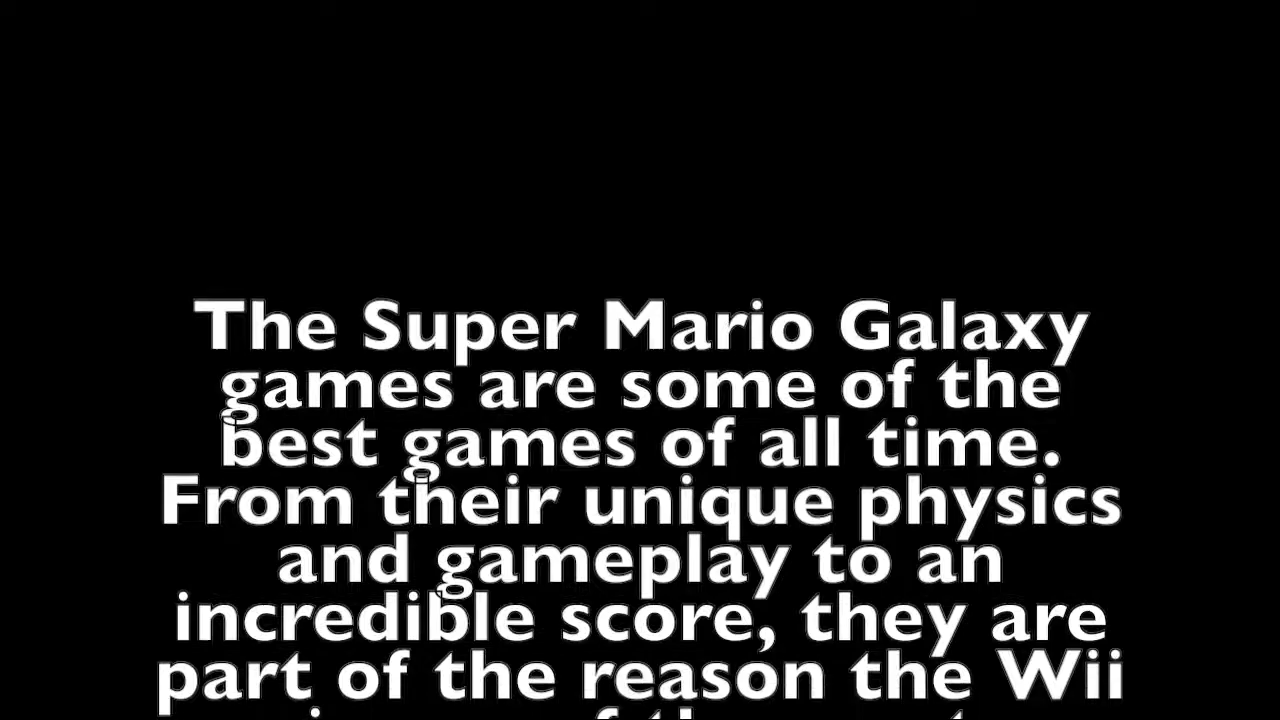 The Super Mario Galaxy
games are some of the
best games of all time.
From their unique physics
and gameplay to an
incredible score, they are
part of the reason the Wii